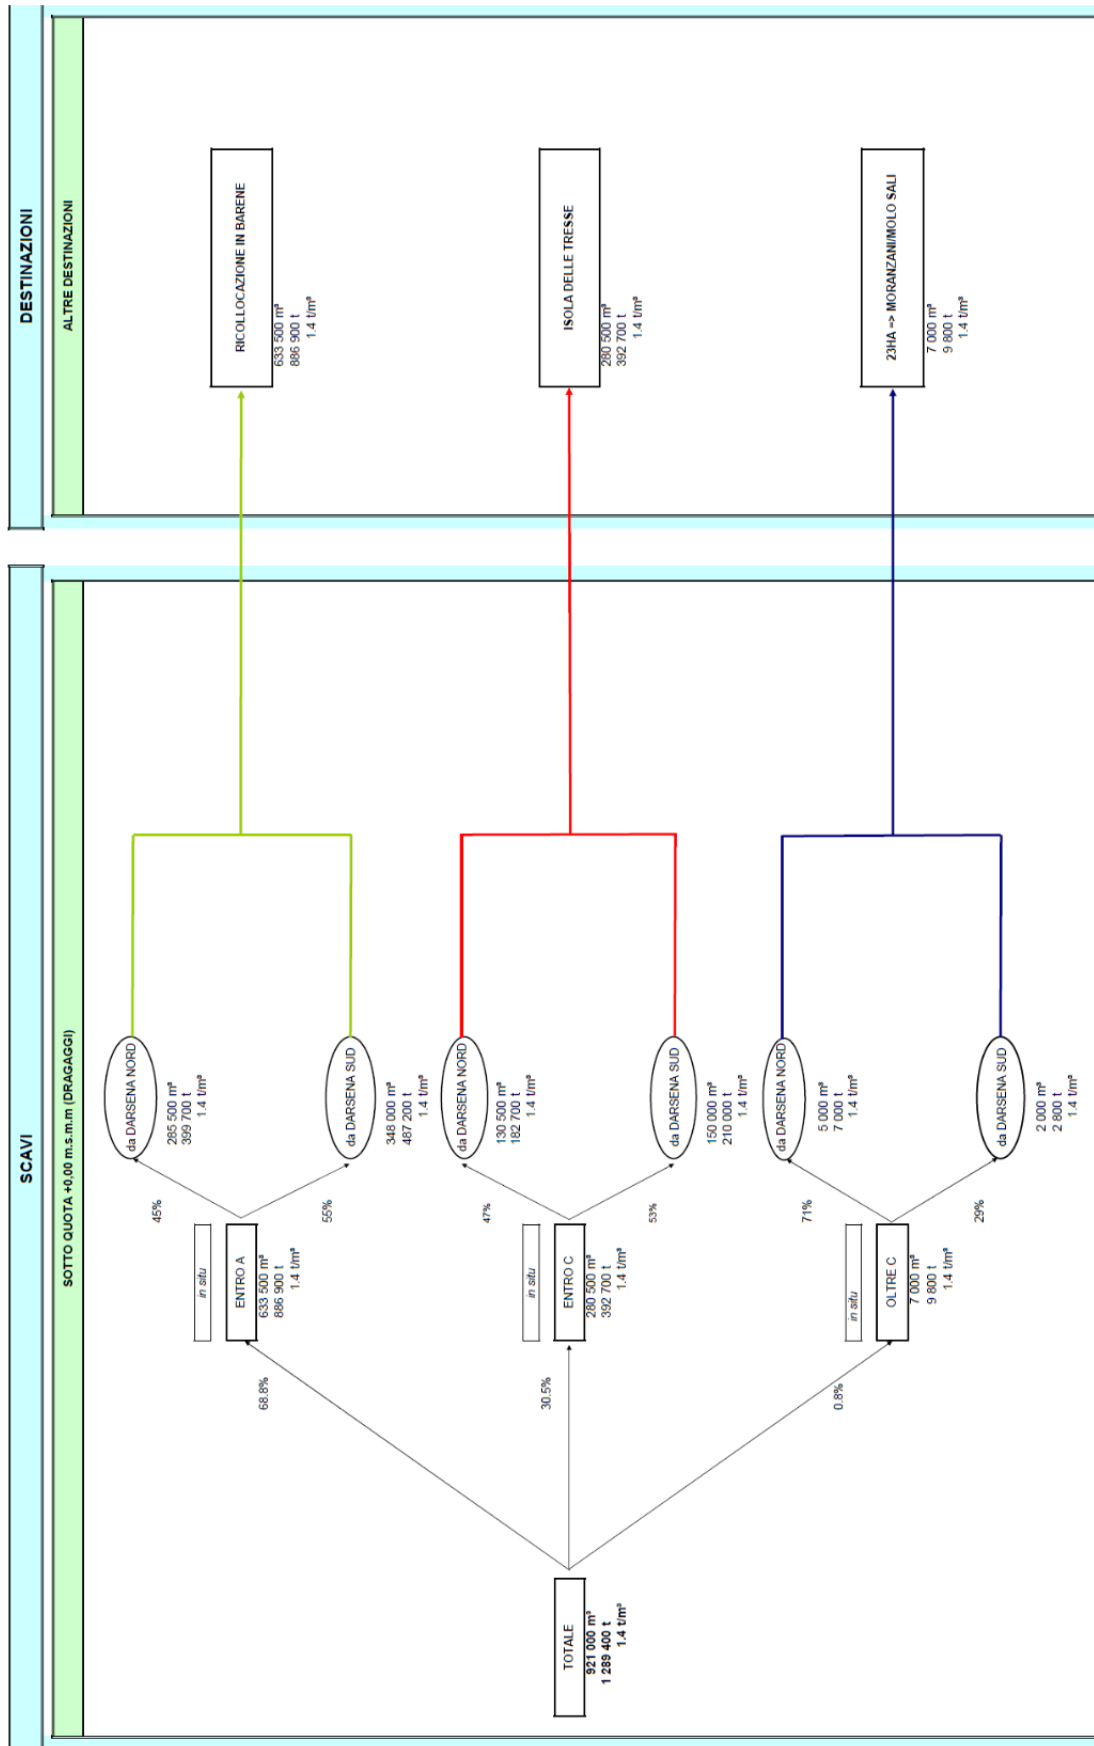 SCAVI
DESTINAZIONI
SOTTO QUOTA +0,00 m.s.m.m (DRAGAGGI)
ALTRE DESTINAZIONI
TOTALE
921 000 m³
1 289 400 t
1.4 t/m³
68.8%
in situ
ENTRO A
633 500 m³
886 900 t
1.4 t/m³
45%
da DARSENA NORD
285 500 m³
399 700 t
1.4 t/m³
55%
da DARSENA SUD
348 000 m³
487 200 t
1.4 t/m³
RICOLLOCAZIONE IN BARENE
633 500 m³
886 900 t
1.4 t/m³
30.5%
in situ
ENTRO C
280 500 m³
392 700 t
1.4 t/m³
47%
da DARSENA NORD
130 500 m³
182 700 t
1.4 t/m³
53%
da DARSENA SUD
150 000 m³
210 000 t
1.4 t/m³
ISOLA DELLE TRESSE
280 500 m³
392 700 t
1.4 t/m³
0.8%
in situ
OLTRE C
7 000 m³
9 800 t
1.4 t/m³
71%
da DARSENA NORD
5 000 m³
7 000 t
1.4 t/m³
29%
da DARSENA SUD
2 000 m³
2 800 t
1.4 t/m³
23HA => MORANZANI/MOLO SALI
7 000 m³
9 800 t
1.4 t/m³